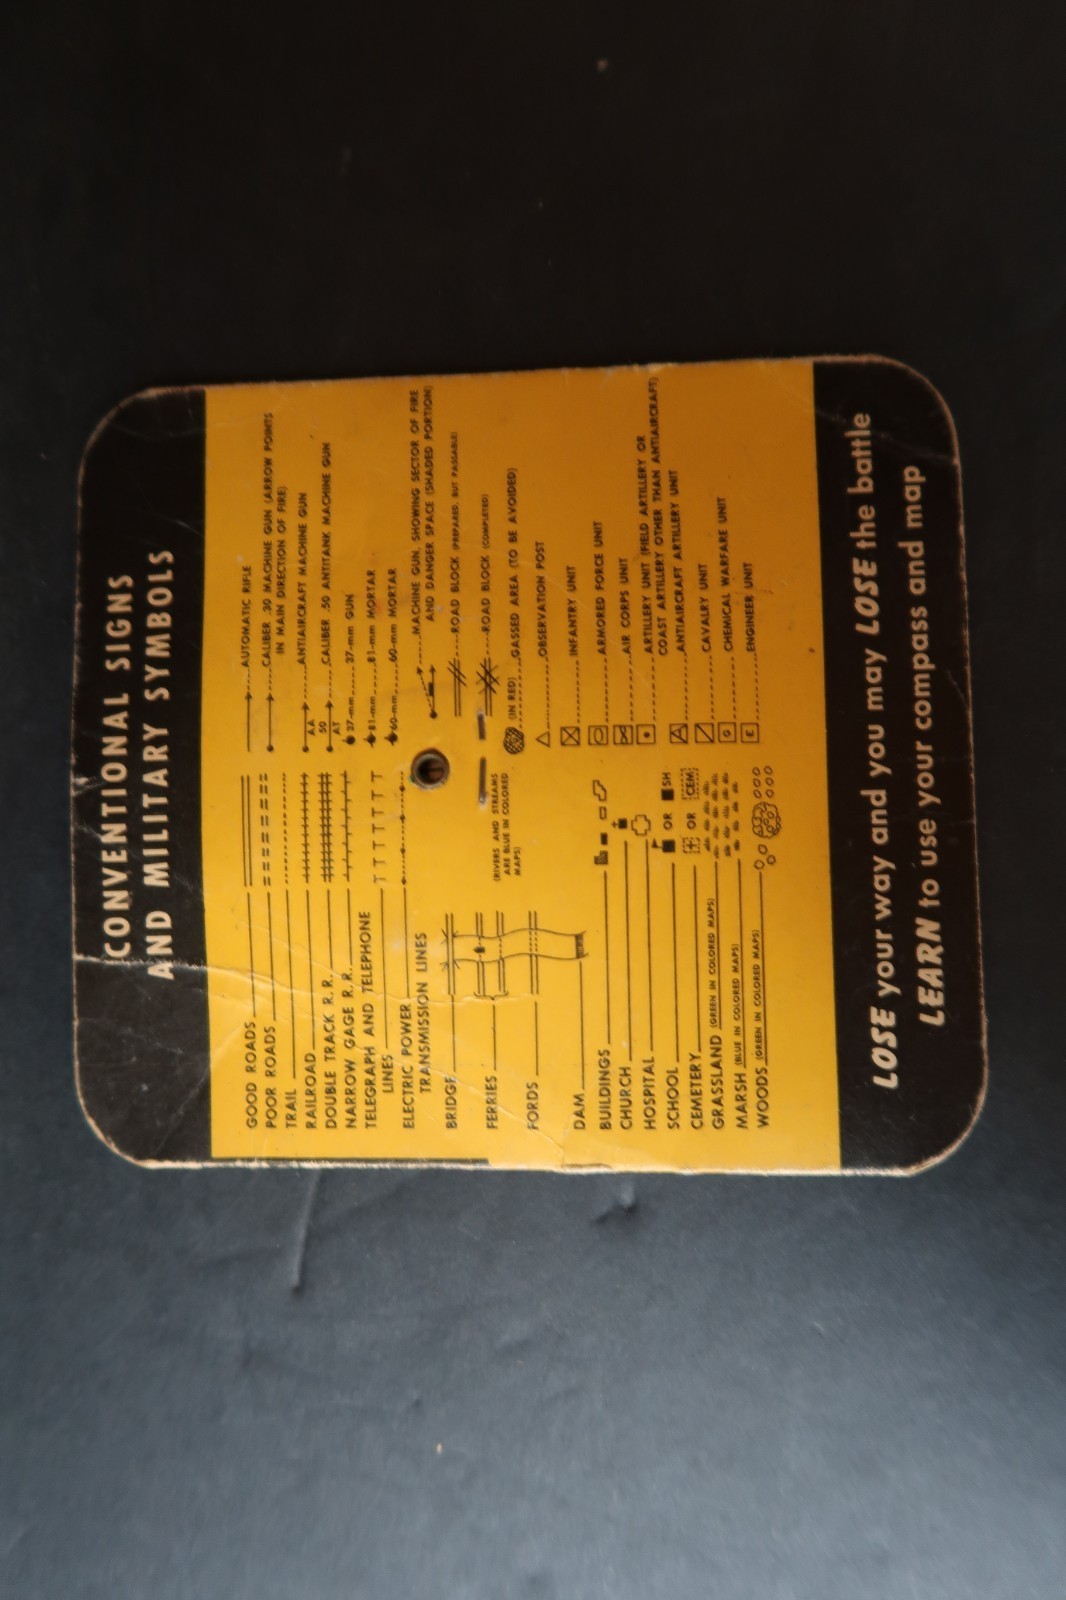 CONVENTIONAL SIGNS
AND MILITARY SYMBOLS
GOOD ROADS
POOR ROADS
TRAIL
RAILROAD
DOUBLE TRACK R.R.
NARROW GAGE R.R.
TELEGRAPH AND TELEPHONE
LINES
ELECTRIC POWER
TRANSMISSION LINES
BRIDGE
FERRIES
FORDS
DAM
(RIVERS AND STREAMS
ARE BLUE IN COLORED
MAPS)
BUILDINGS
CHURCH
HOSPITAL
SCHOOL OR SH
CEMETERY OR CEM
GRASSLAND (GREEN IN COLORED MAPS)
MARSH (BLUE IN COLORED MAPS)
WOODS (GREEN IN COLORED MAPS)
AUTOMATIC RIFLE
CALIBER .30 MACHINE GUN (ARROW POINTS
IN MAIN DIRECTION OF FIRE)
AA ANTIAIRCRAFT MACHINE GUN
50 AT CALIBER .50 ANTITANK MACHINE GUN
37-mm 37-mm GUN
81-mm 81-mm MORTAR
60-mm 60-mm MORTAR
MACHINE GUN, SHOWING SECTOR OF FIRE
AND DANGER SPACE (SHADED PORTION)
ROAD BLOCK (PREPARED, BUT PASSABLE)
ROAD BLOCK (COMPLETED)
(IN RED) GASSED AREA (TO BE AVOIDED)
OBSERVATION POST
INFANTRY UNIT
ARMORED FORCE UNIT
AIR CORPS UNIT
ARTILLERY UNIT (FIELD ARTILLERY OR
COAST ARTILLERY OTHER THAN ANTIAIRCRAFT)
ANTIAIRCRAFT ARTILLERY UNIT
CAVALRY UNIT
G CHEMICAL WARFARE UNIT
E ENGINEER UNIT
LOSE your way and you may LOSE the battle
LEARN to use your compass and map